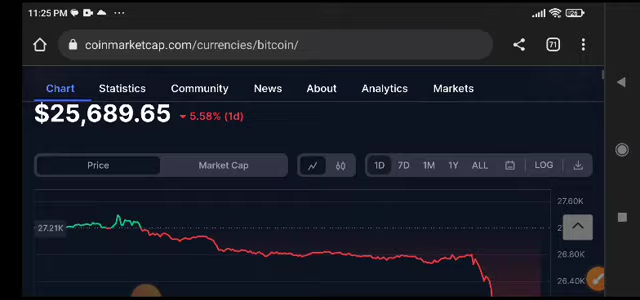 11:25 PM
coinmarketcap.com/currencies/bitcoin/ 71
Chart Statistics Community News About Analytics Markets
$25,689.65 5.58% (1d)
Price Market Cap 1D 7D 1M 1Y ALL LOG
27.60K
27.21K 2
26.80K
26.40K